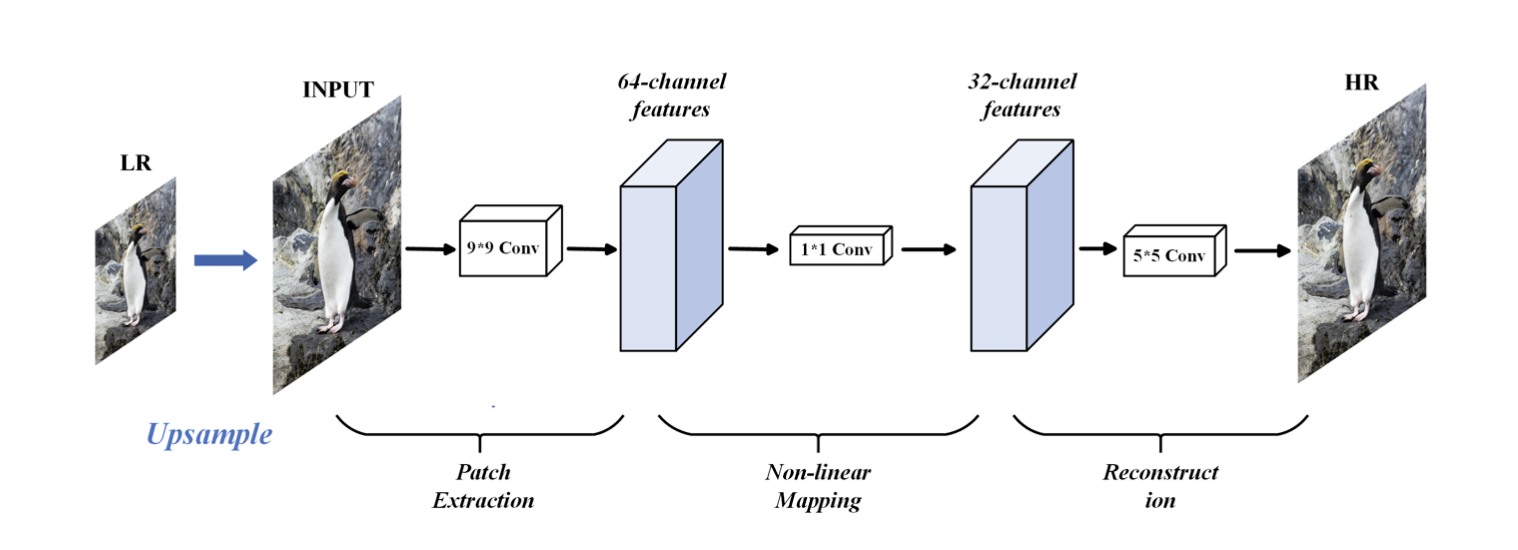 LR
INPUT
64-channel
features
32-channel
features
HR
9*9 Conv
1*1 Conv
5*5 Conv
Upsample
Patch
Extraction
Non-linear
Mapping
Reconstruct
ion